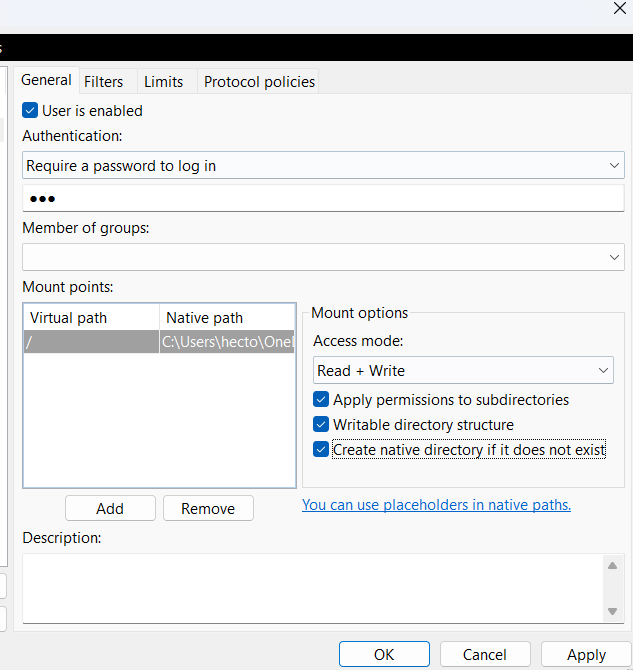 s
General Filters Limits Protocol policies
User is enabled
Authentication:
Require a password to log in
●●●
Member of groups:
Mount points:
Virtual path Native path
/ C:\Users\hecto\One
Mount options
Access mode:
Read + Write
Apply permissions to subdirectories
Writable directory structure
Create native directory if it does not exist
Add Remove
You can use placeholders in native paths.
Description:
OK Cancel Apply